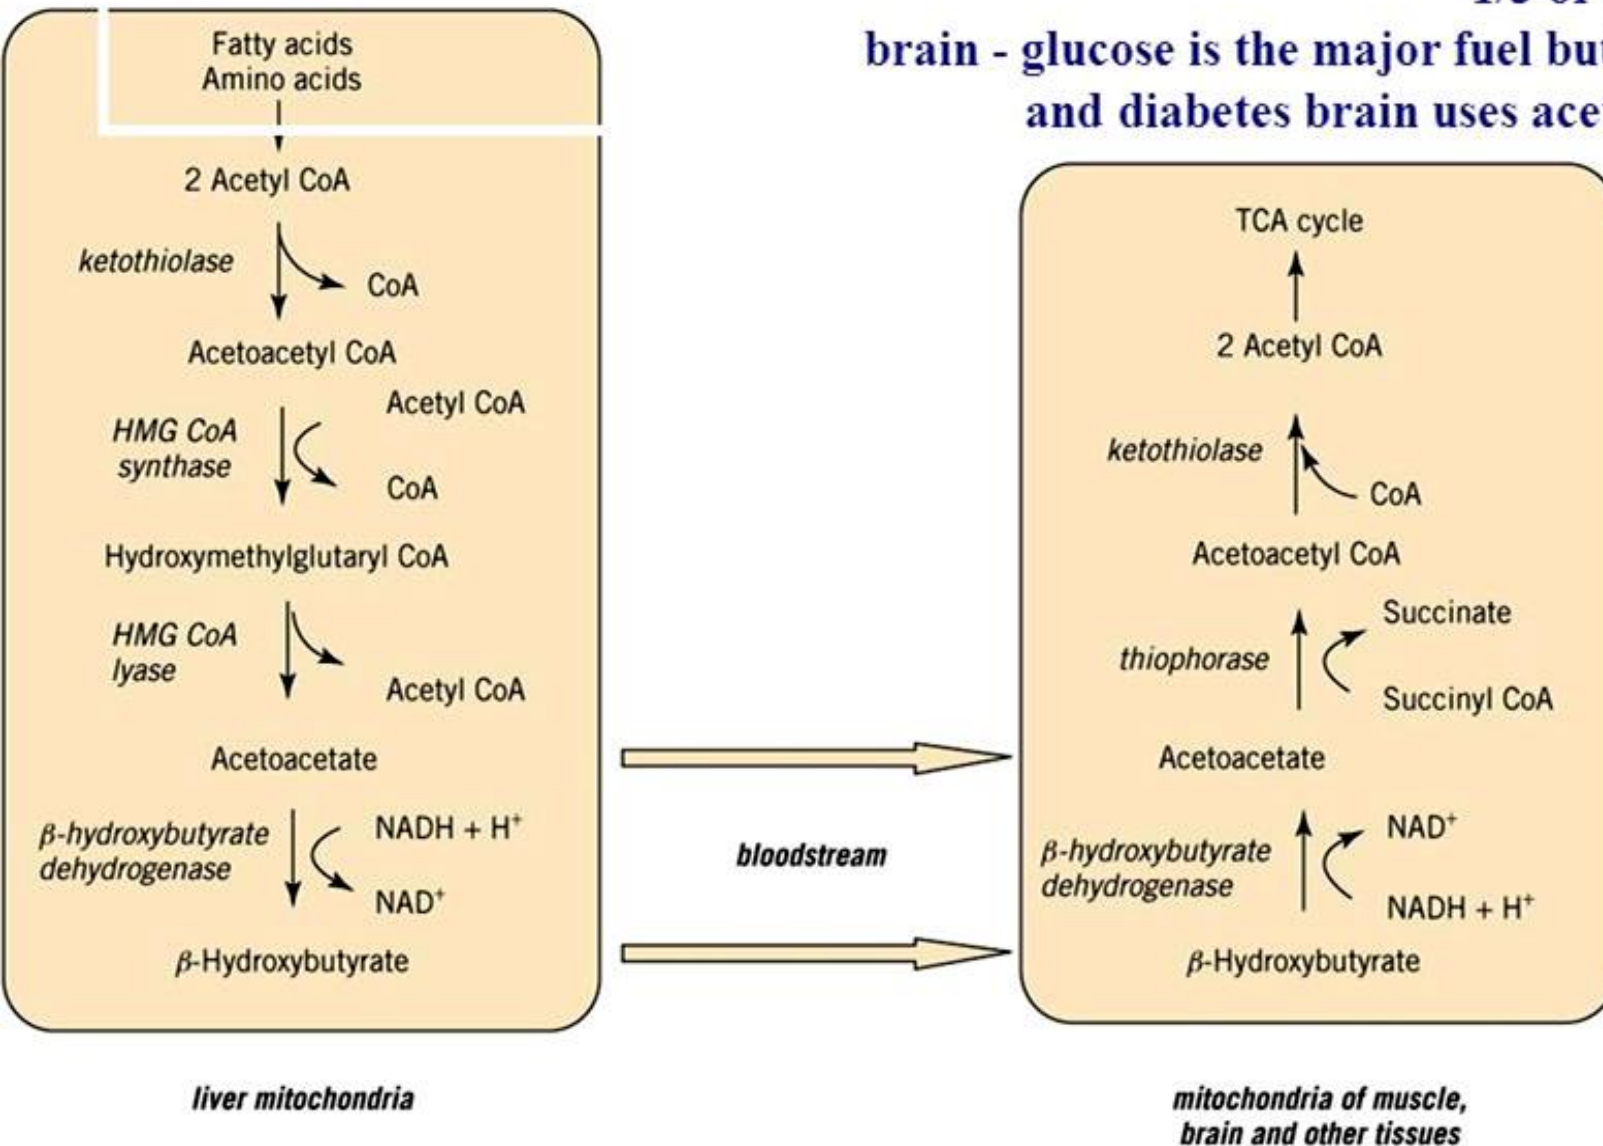 brain - glucose is the major fuel but
and diabetes brain uses
Fatty acids
Amino acids
2 Acetyl CoA
ketothiolase
CoA
Acetoacetyl CoA
Acetyl CoA
HMG CoA
synthase
CoA
Hydroxymethylglutaryl CoA
HMG CoA
lyase
Acetyl CoA
Acetoacetate
β-hydroxybutyrate
dehydrogenase
NADH + H⁺
NAD⁺
β-Hydroxybutyrate
liver mitochondria
bloodstream
TCA cycle
2 Acetyl CoA
ketothiolase
CoA
Acetoacetyl CoA
Succinate
thiophorase
Succinyl CoA
Acetoacetate
NAD⁺
β-hydroxybutyrate
dehydrogenase
NADH + H⁺
β-Hydroxybutyrate
mitochondria of muscle,
brain and other tissues